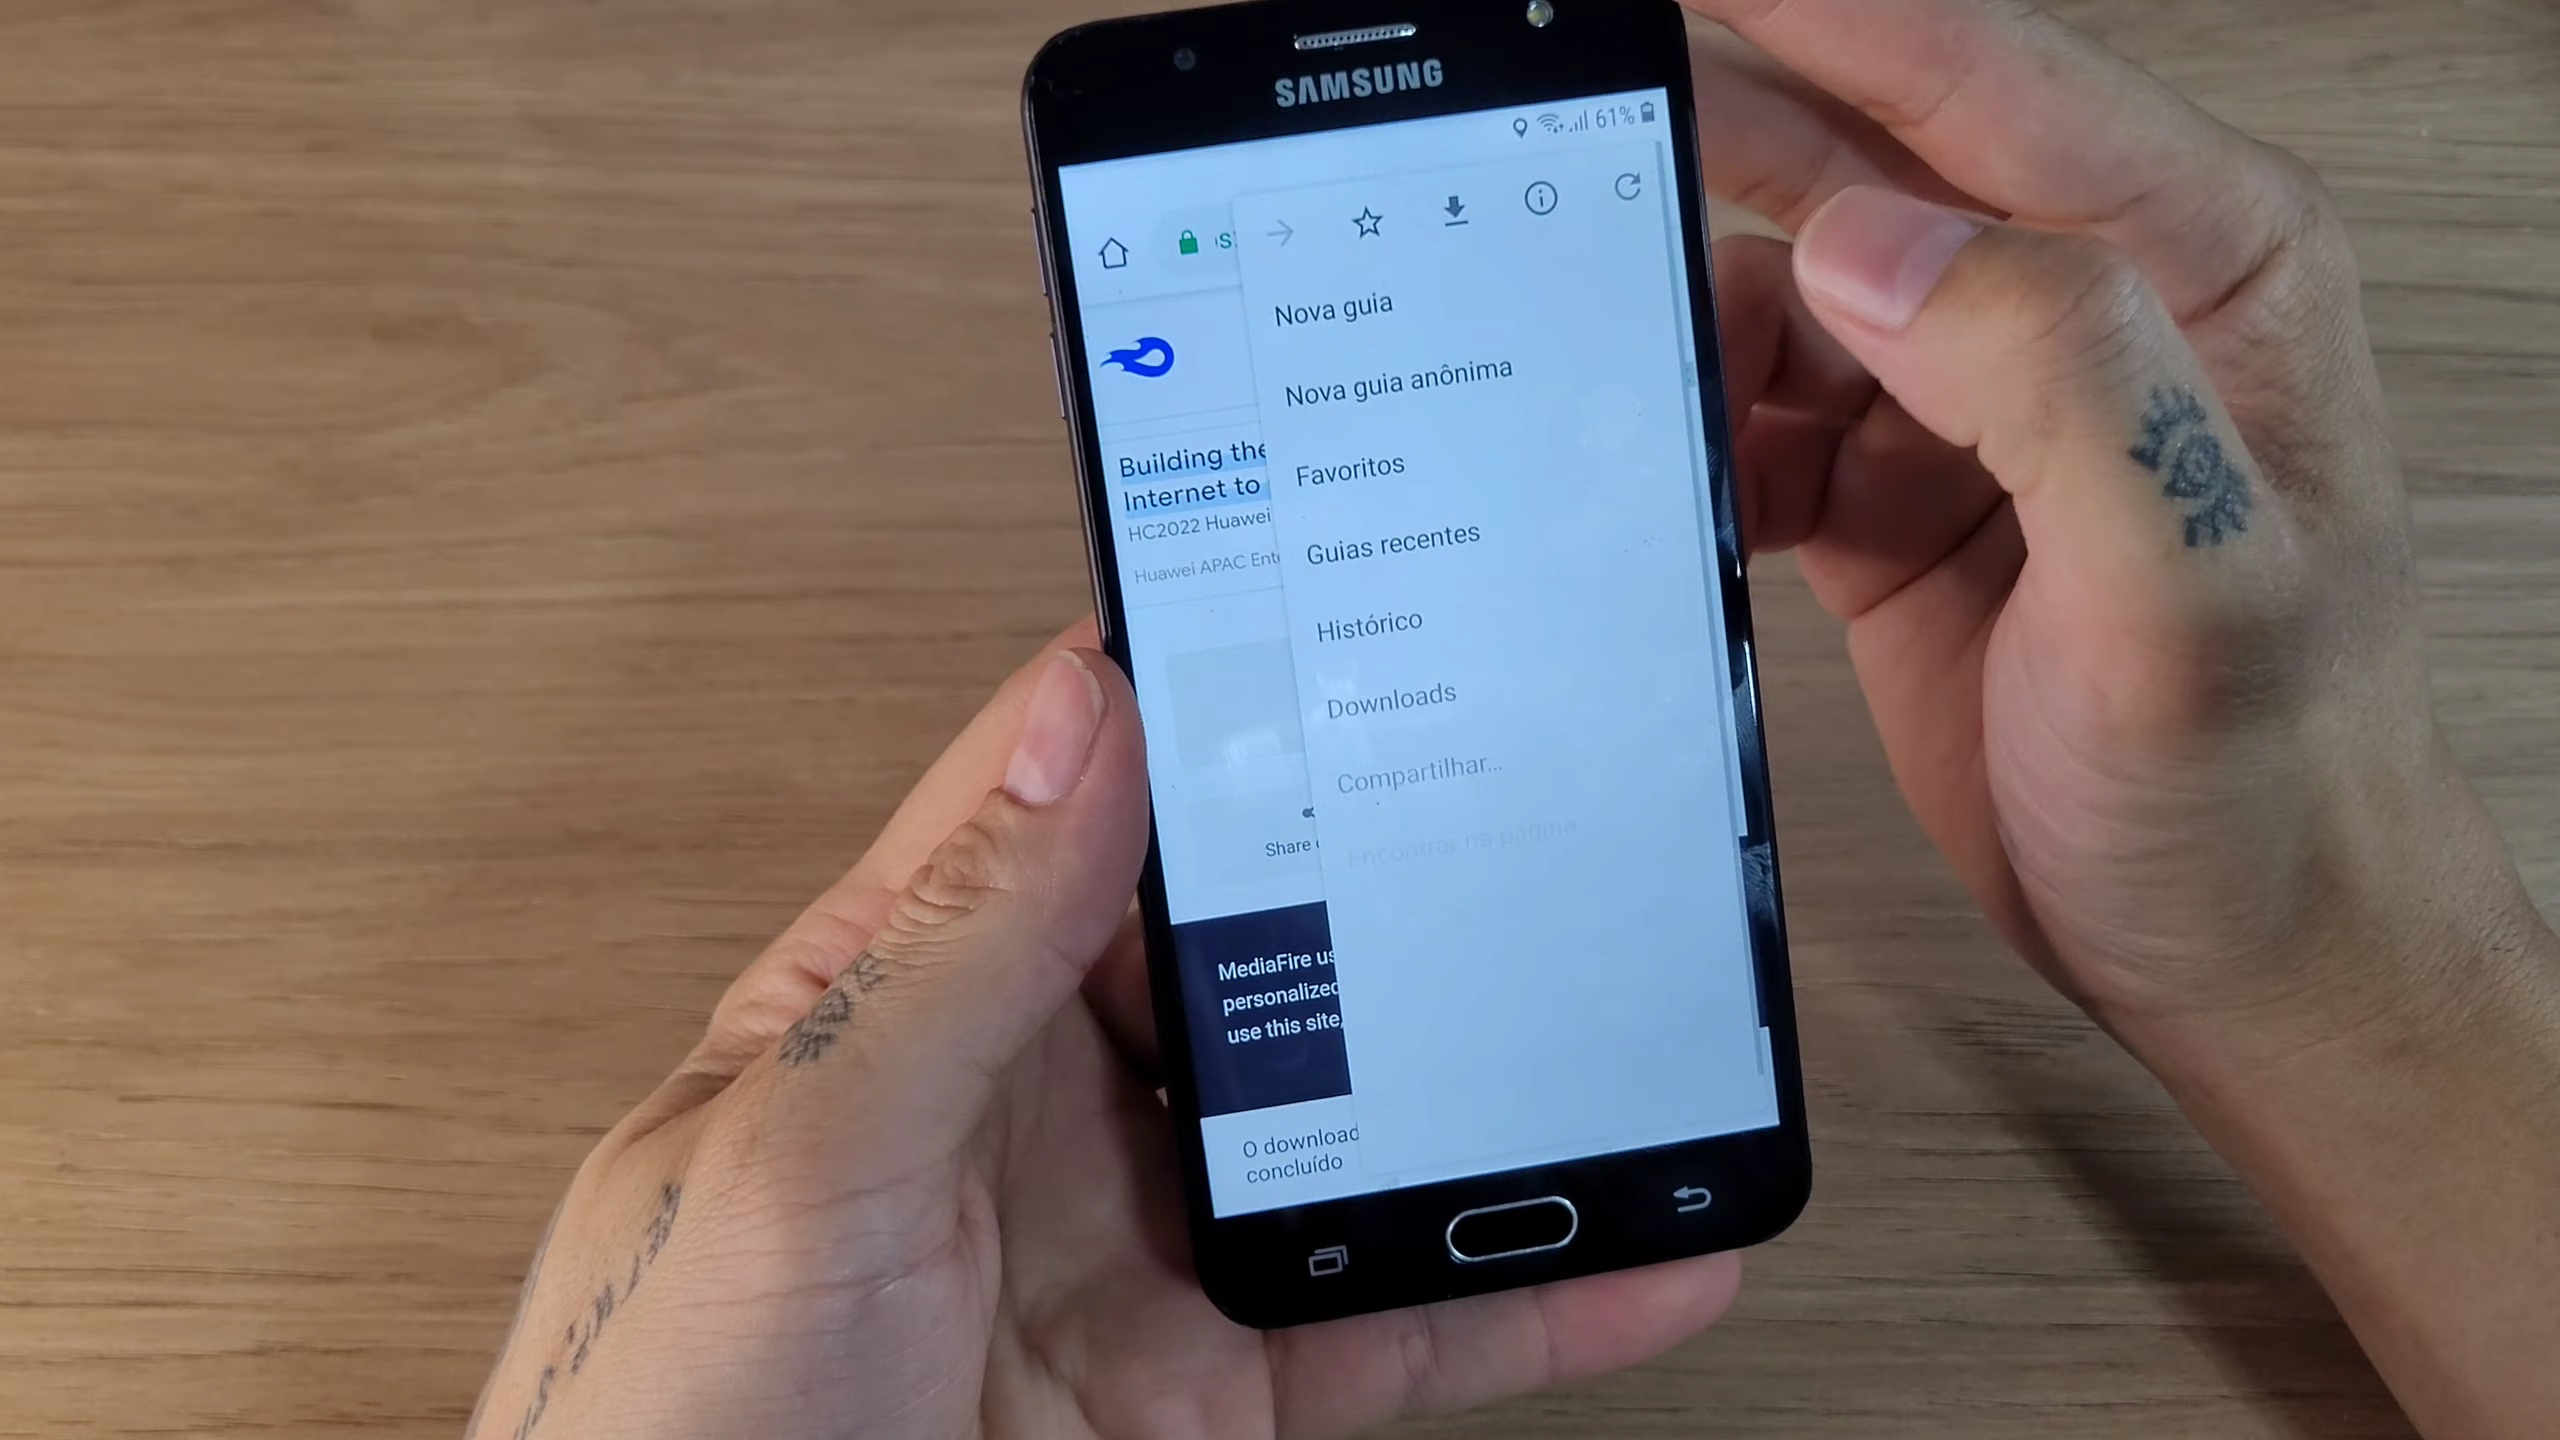 SAMSUNG
61%
Nova guia
Nova guia anônima
Favoritos
Guias recentes
Histórico
Downloads
Compartilhar...
Encontrar na página
Building the
Internet to
HC2022 Huawei
Huawei APAC Ente
Share
MediaFire us
personalized
use this site,
O download
concluído